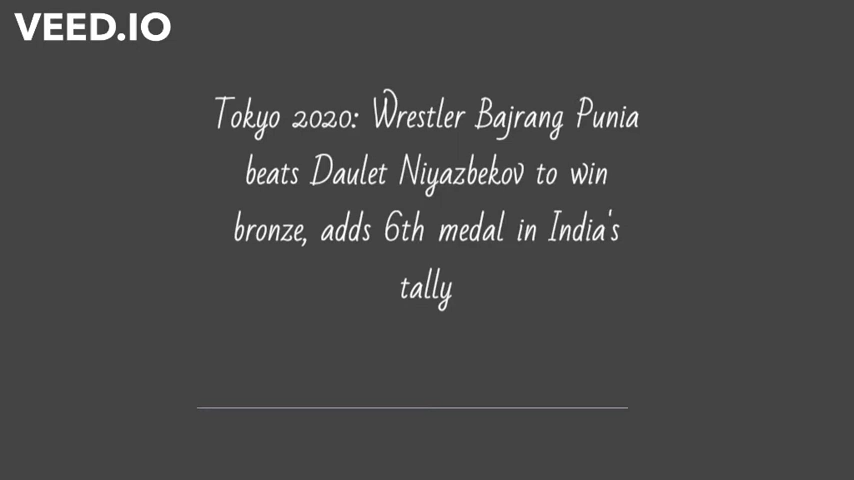 VEED.IO
Tokyo 2020: Wrestler Bajrang Punia
beats Daulet Niyazbekov to win
bronze, adds 6th medal in India's
tally